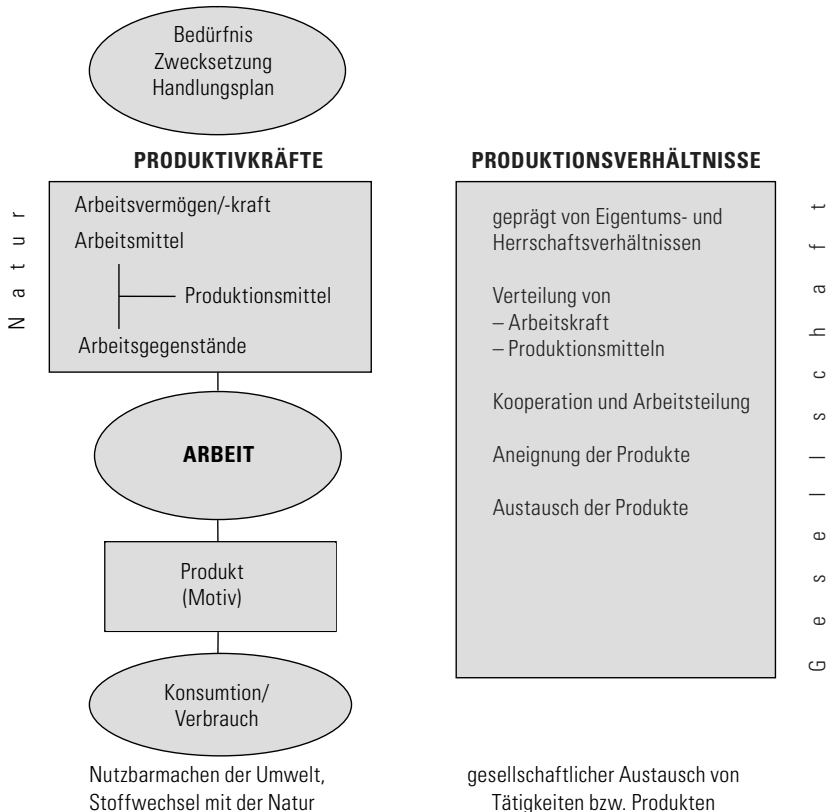 Bedürfnis
Zwecksetzung
Handlungsplan
PRODUKTIVKRÄFTE
Natur
Arbeitsvermögen/-kraft
Arbeitsmittel
Produktionsmittel
Arbeitsgegenstände
ARBEIT
Produkt
(Motiv)
Konsumtion/
Verbrauch
Nutzbarmachen der Umwelt,
Stoffwechsel mit der Natur
PRODUKTIONSVERHÄLTNISSE
geprägt von Eigentums- und
Herrschaftsverhältnissen
Verteilung von
– Arbeitskraft
– Produktionsmitteln
Kooperation und Arbeitsteilung
Aneignung der Produkte
Austausch der Produkte
Gesellschaft
gesellschaftlicher Austausch von
Tätigkeiten bzw. Produkten